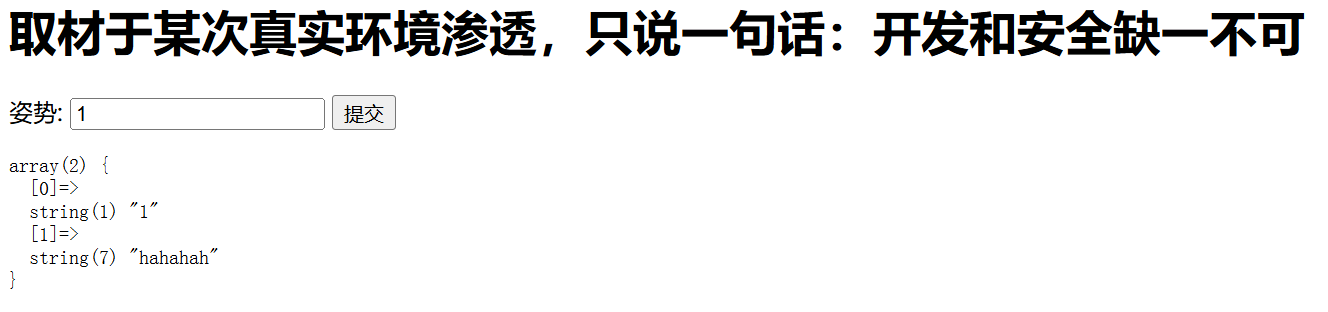 取材于某次真实环境渗透，只说一句话：开发和安全缺一不可
姿势: 1 提交
array(2) {
  [0]=>
  string(1) "1"
  [1]=>
  string(7) "hahahah"
}